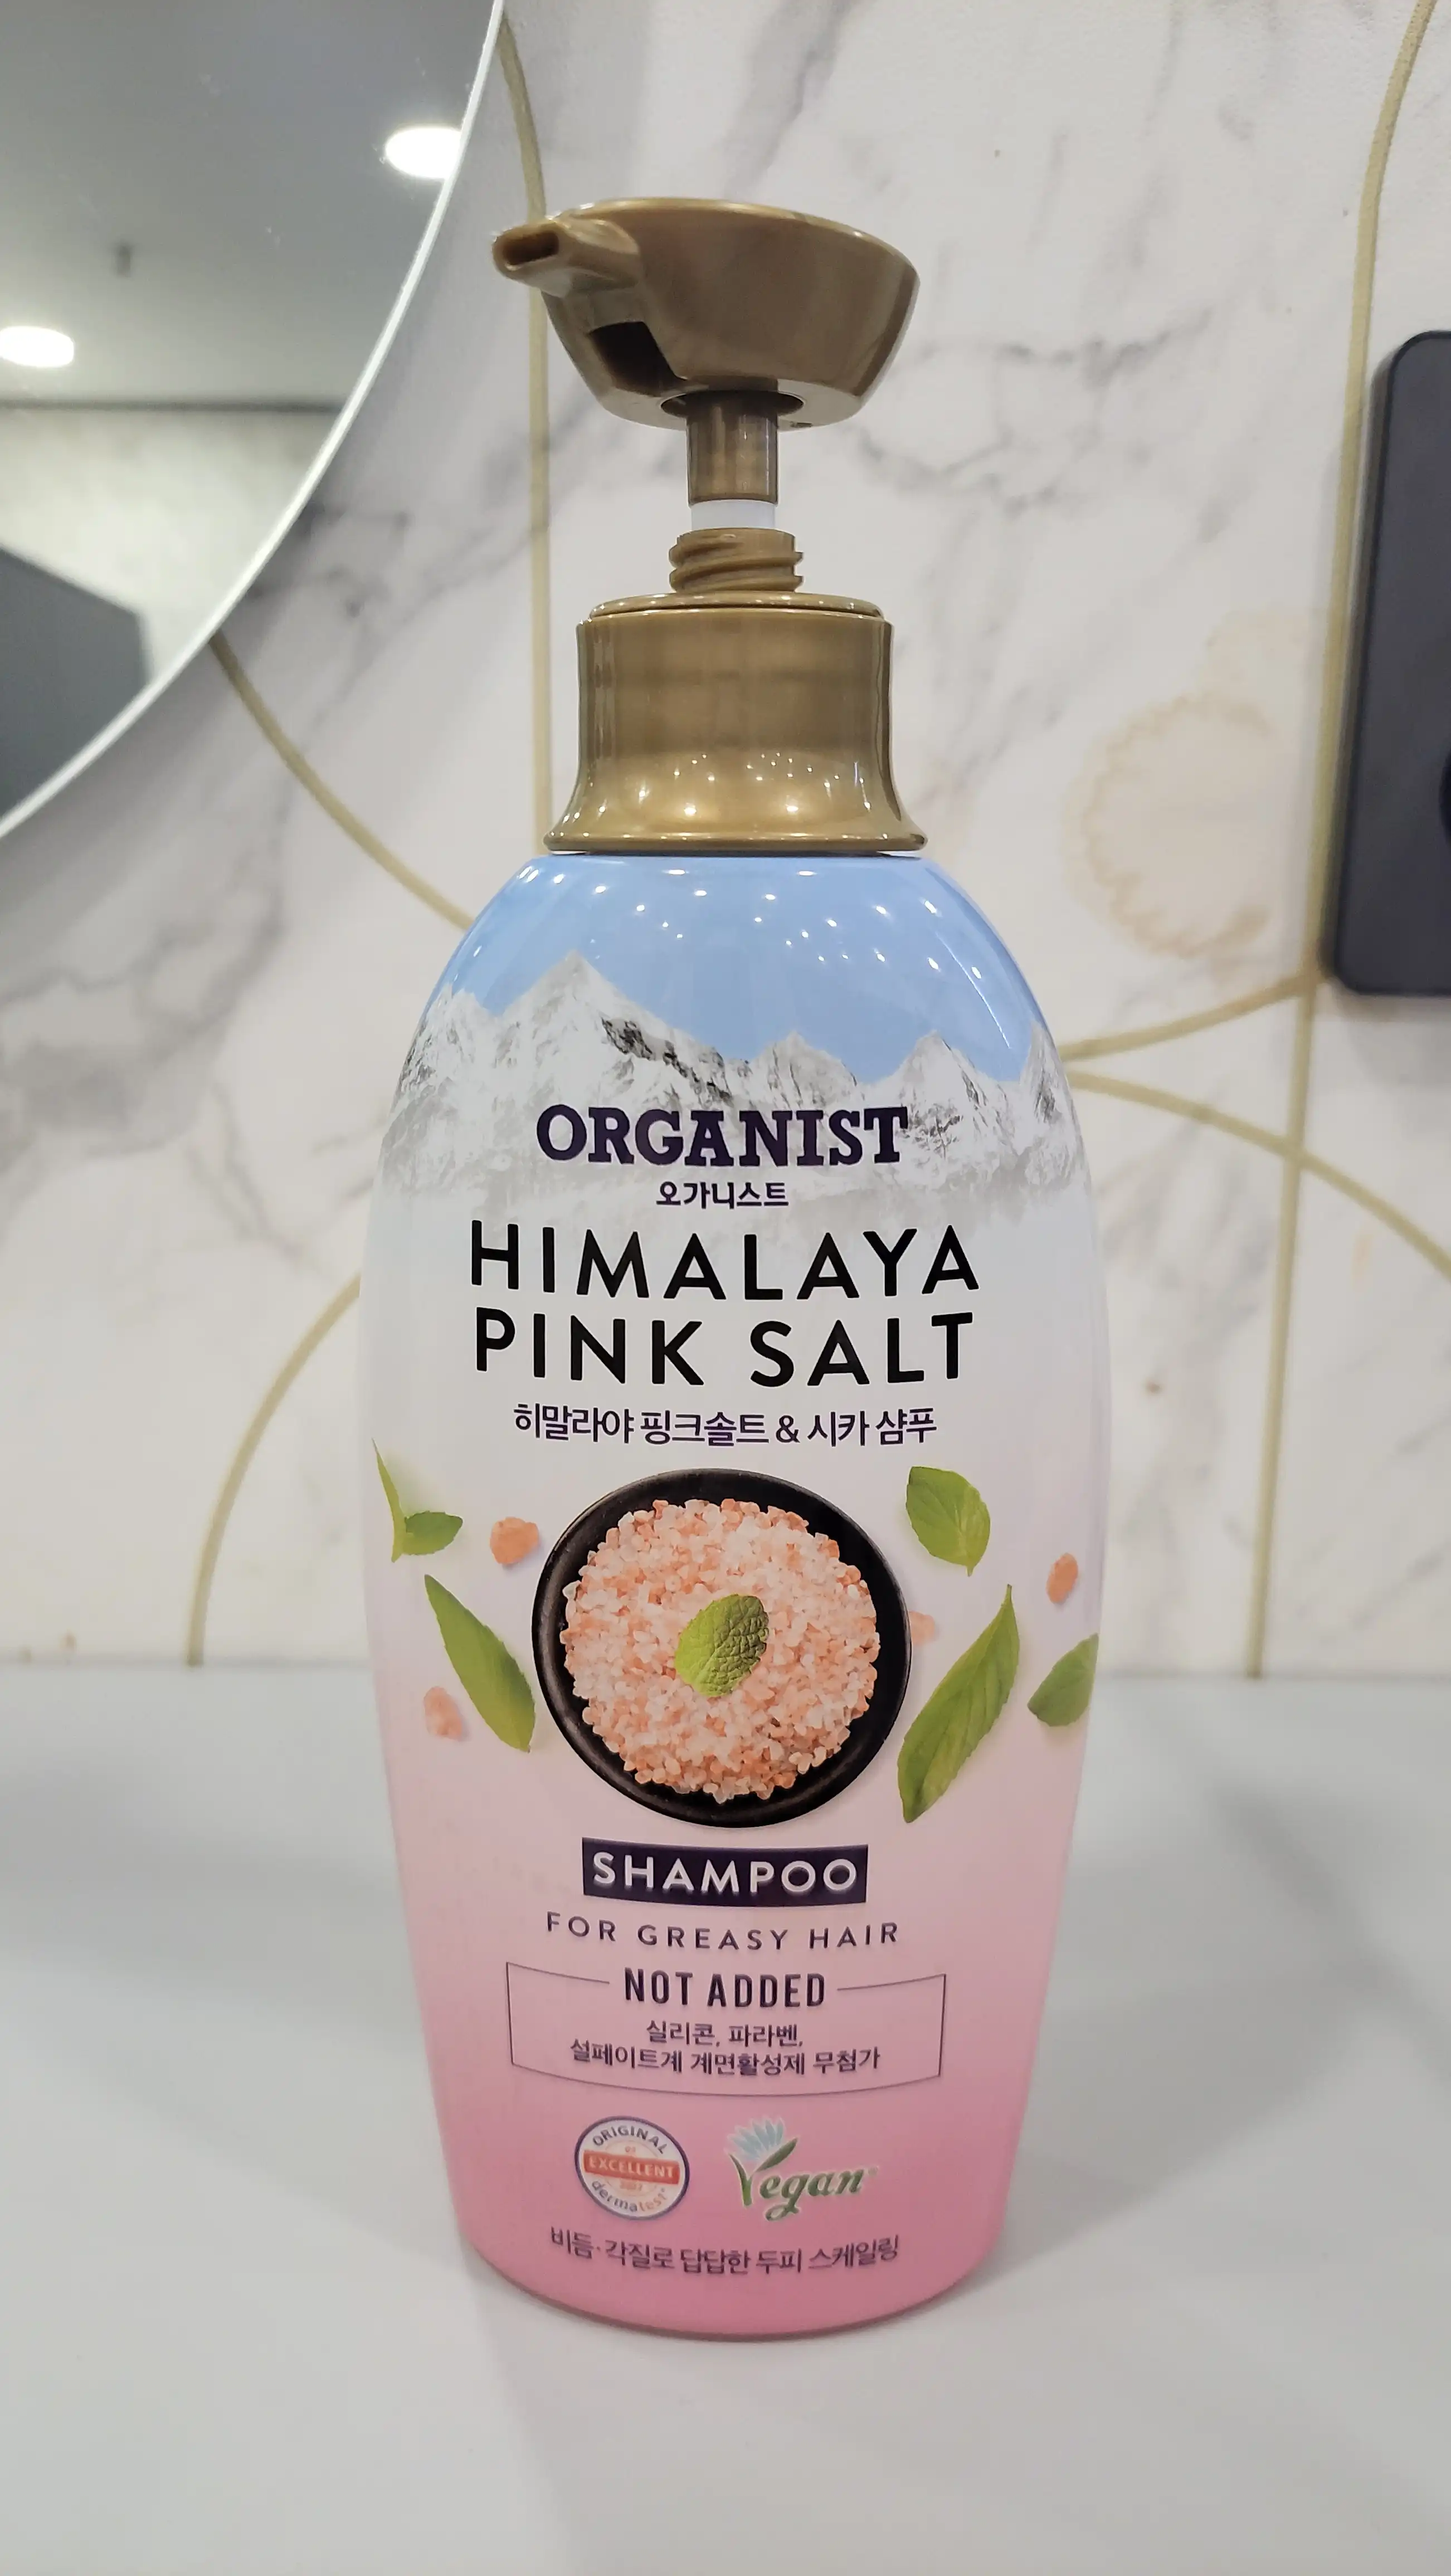 ORGANIST
오가니스트
HIMALAYA
PINK SALT
히말라야 핑크솔트 & 시카 샴푸
SHAMPOO
FOR GREASY HAIR
NOT ADDED
실리콘, 파라벤,
설페이트계 계면활성제 무첨가
ORIGINAL
EXCELLENT
dermatest®
Vegan
비듬·각질로 답답한 두피 스케일링